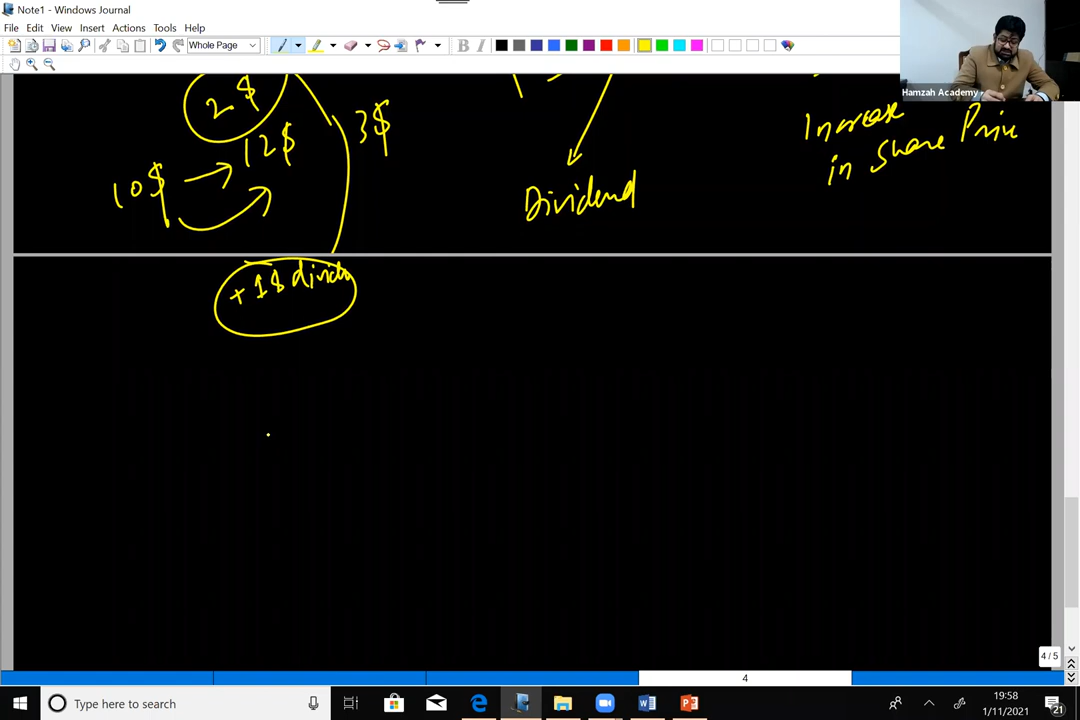 Note1 - Windows Journal
File Edit View Insert Actions Tools Help
Whole Page
B I
Hamzah Academy
2$
12$
3$
10$
Dividend
Increase
in Share Price
+1$
4 / 5
4
Type here to search
19:58
1/11/2021
21